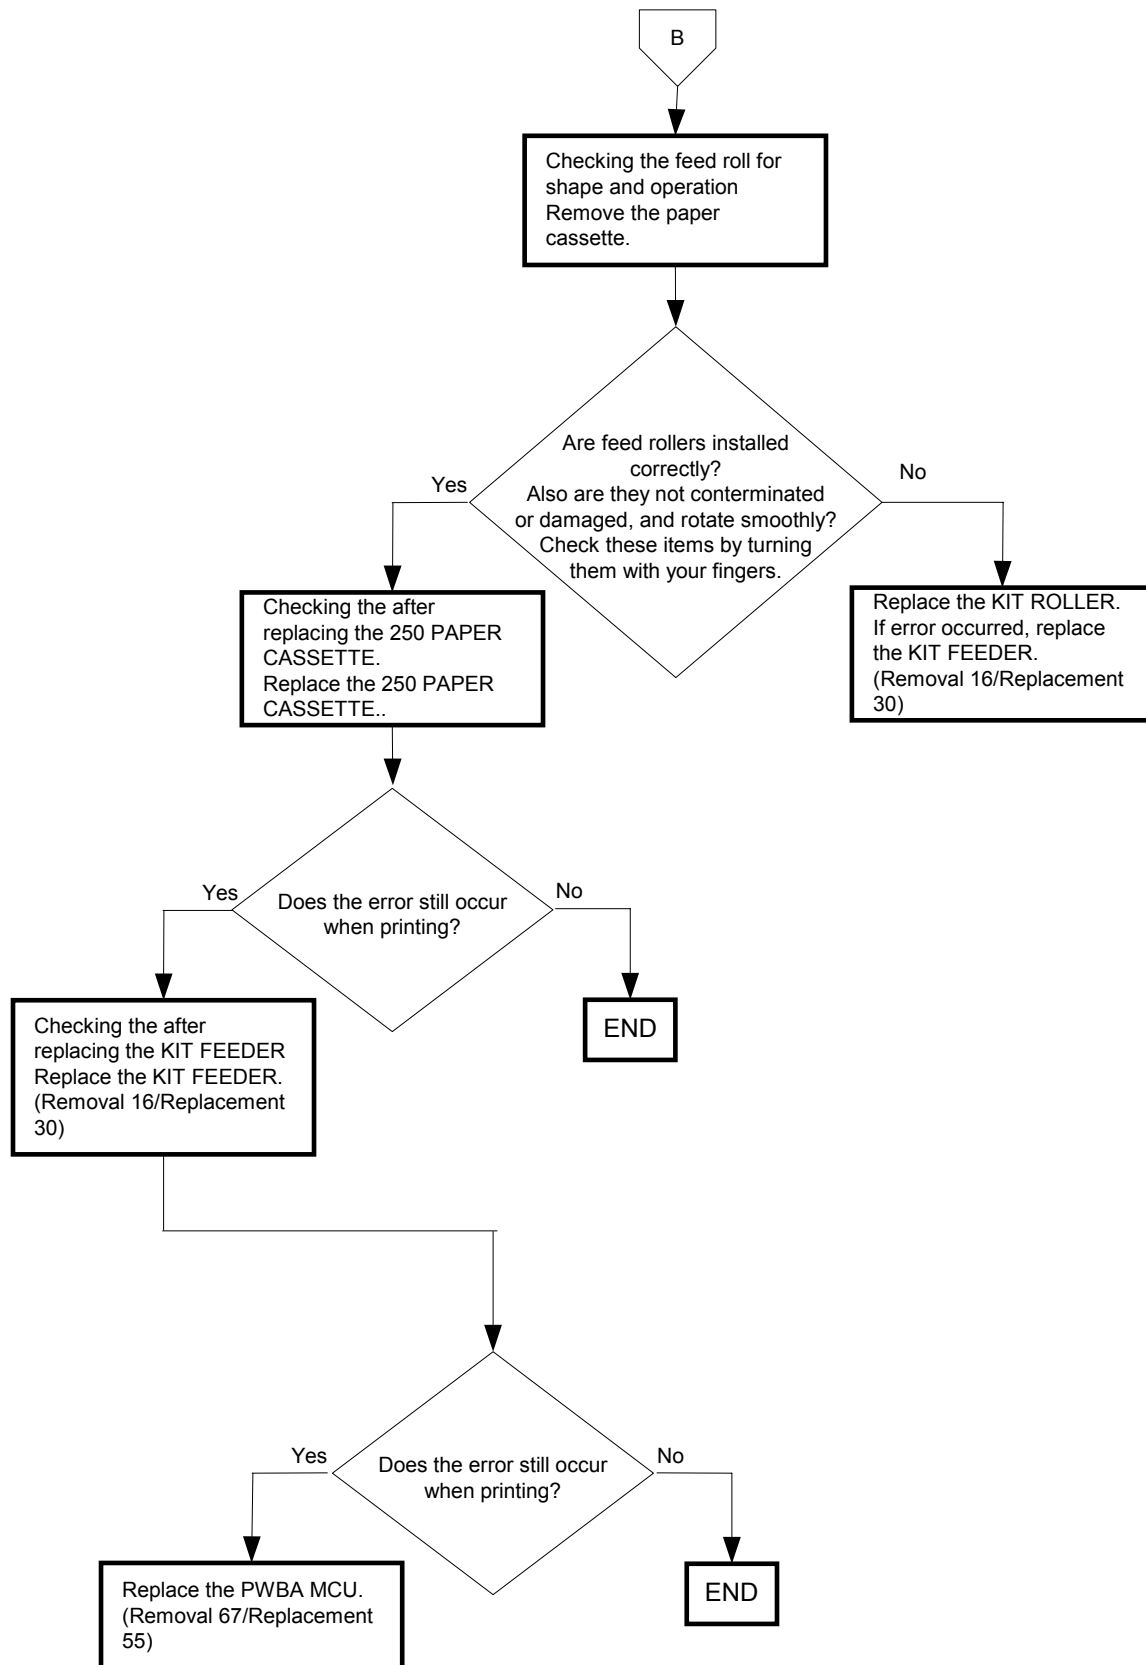 B
Checking the feed roll for
shape and operation
Remove the paper
cassette.
Are feed rollers installed
correctly?
Also are they not conterminated
or damaged, and rotate smoothly?
Check these items by turning
them with your fingers.
Yes
No
Checking the after
replacing the 250 PAPER
CASSETTE.
Replace the 250 PAPER
CASSETTE..
Replace the KIT ROLLER.
If error occurred, replace
the KIT FEEDER.
(Removal 16/Replacement
30)
Does the error still occur
when printing?
Yes
No
Checking the after
replacing the KIT FEEDER
Replace the KIT FEEDER.
(Removal 16/Replacement
30)
END
Does the error still occur
when printing?
Yes
No
Replace the PWBA MCU.
(Removal 67/Replacement
55)
END